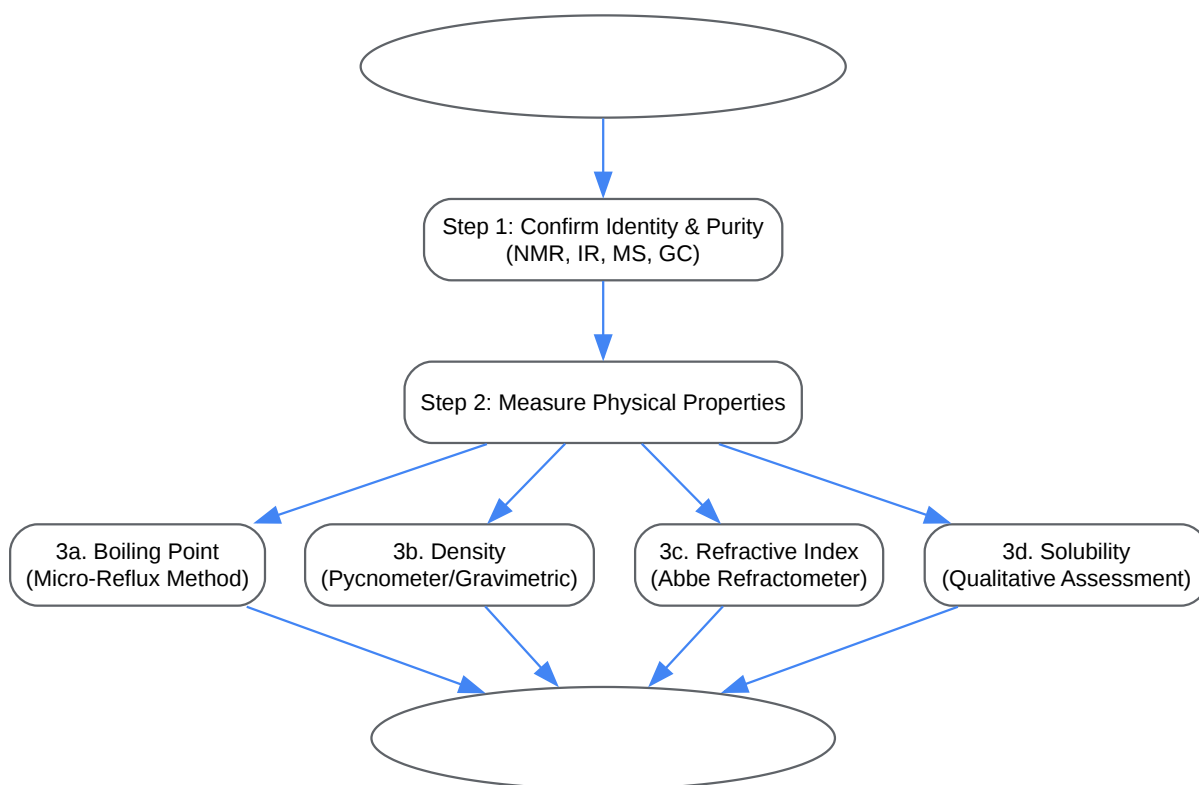 Step 1: Confirm Identity & Purity
(NMR, IR, MS, GC)
Step 2: Measure Physical Properties
3a. Boiling Point
(Micro-Reflux Method)
3b. Density
(Pycnometer/Gravimetric)
3c. Refractive Index
(Abbe Refractometer)
3d. Solubility
(Qualitative Assessment)